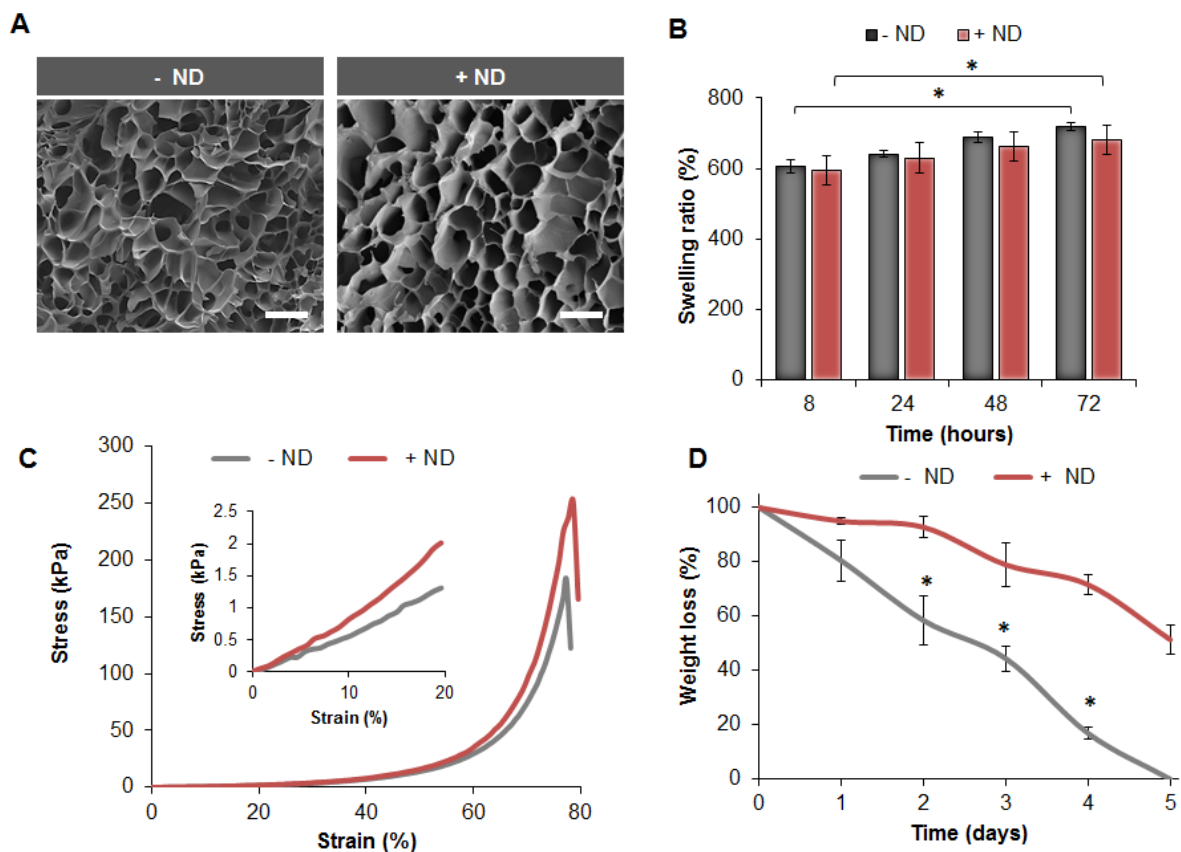 A
- ND
+ ND
B
- ND + ND
*
*
Swelling ratio (%)
800
600
400
200
0
8 24 48 72
Time (hours)
C
- ND + ND
Stress (kPa)
300
250
200
150
100
50
0
0 20 40 60 80
Strain (%)
Stress (kPa)
2.5
2
1.5
1
0.5
0
0 10 20
Strain (%)
D
- ND + ND
Weight loss (%)
100
80
60
40
20
0
*
*
*
0 1 2 3 4 5
Time (days)